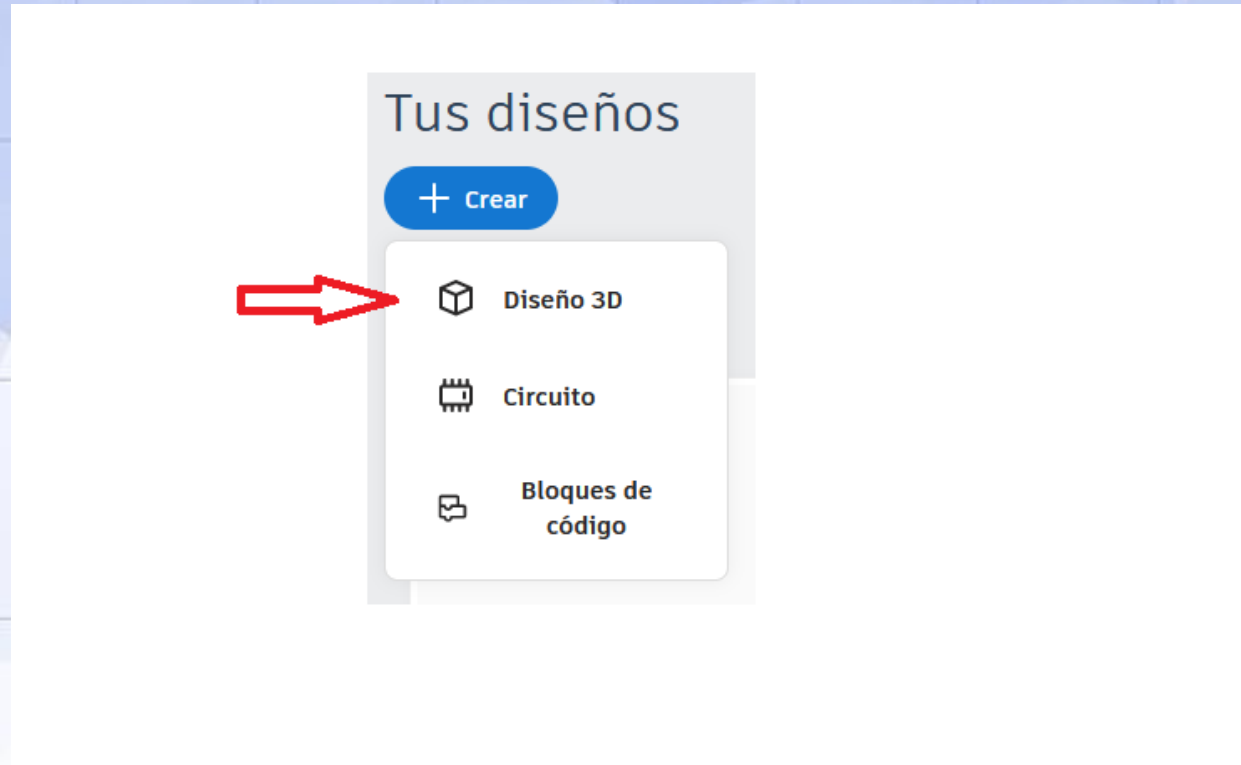 Tus diseños
+ Crear
Diseño 3D
Circuito
Bloques de
código